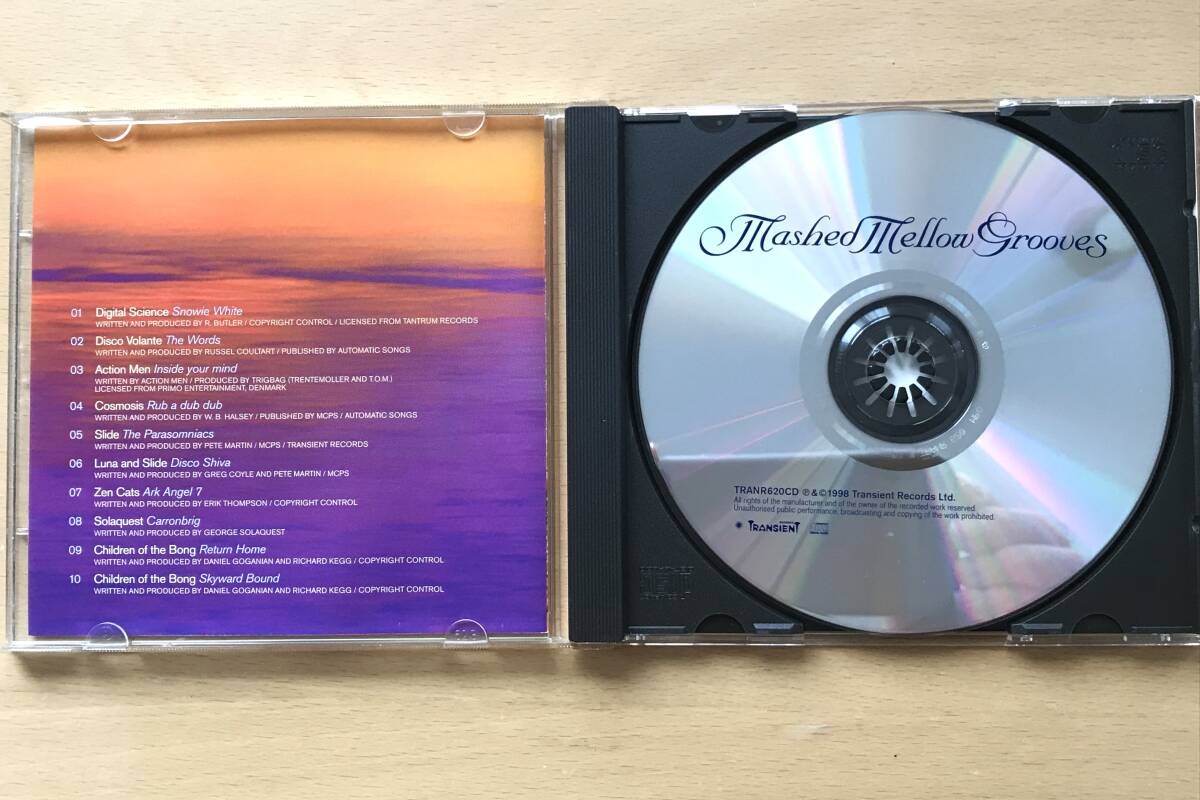 01 Digital Science Snowie White
WRITTEN AND PRODUCED BY R. BUTLER / COPYRIGHT CONTROL / LICENSED FROM TANTRUM RECORDS
02 Disco Volante The Words
WRITTEN AND PRODUCED BY RUSSEL COULTART / PUBLISHED BY AUTOMATIC SONGS
03 Action Men Inside your mind
WRITTEN BY ACTION MEN / PRODUCED BY TRIGBAG (TRENTEMOLLER AND T.O.M.)
LICENSED FROM PRIMO ENTERTAINMENT, DENMARK
04 Cosmosis Rub a dub dub
WRITTEN AND PRODUCED BY W. B. HALSEY / PUBLISHED BY MCPS / AUTOMATIC SONGS
05 Slide The Parasomniacs
WRITTEN AND PRODUCED BY PETE MARTIN / MCPS / TRANSIENT RECORDS
06 Luna and Slide Disco Shiva
WRITTEN AND PRODUCED BY GREG COYLE AND PETE MARTIN / MCPS
07 Zen Cats Ark Angel 7
WRITTEN AND PRODUCED BY ERIK THOMPSON / COPYRIGHT CONTROL
08 Solaquest Carronbrig
WRITTEN AND PRODUCED BY GEORGE SOLAQUEST
09 Children of the Bong Return Home
WRITTEN AND PRODUCED BY DANIEL GOGANIAN AND RICHARD KEGG / COPYRIGHT CONTROL
10 Children of the Bong Skyward Bound
WRITTEN AND PRODUCED BY DANIEL GOGANIAN AND RICHARD KEGG / COPYRIGHT CONTROL
Mashed Mellow Grooves
TRANR620CD ℗&©1998 Transient Records Ltd.
All rights of the manufacturer and of the owner of the recorded work reserved.
Unauthorised public performance, broadcasting and copying of the work prohibited.
TRANSIENT